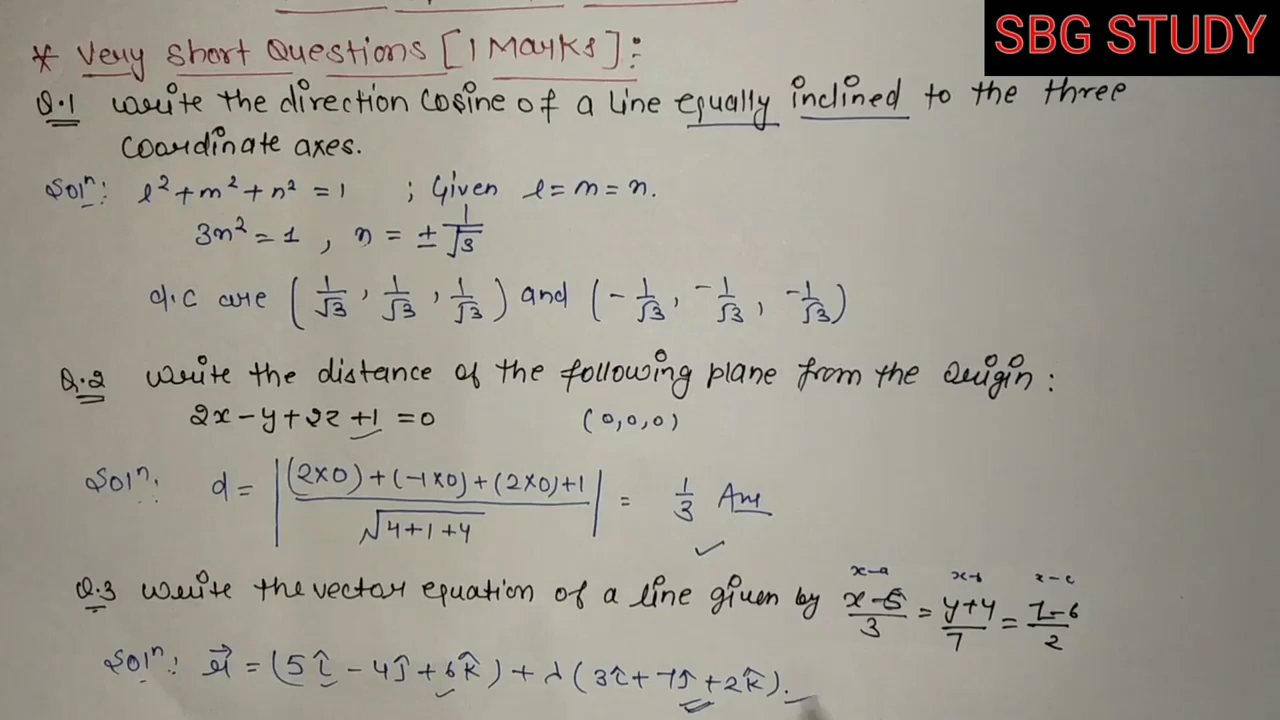 SBG STUDY
* Very Short Questions [1 Marks] :
Q.1 Write the direction cosine of a line equally inclined to the three
coordinate axes.
Solⁿ: l² + m² + n² = 1 ; Given l = m = n.
3n² = 1 , n = ± 1/√3
d.c are (1/√3, 1/√3, 1/√3) and (-1/√3, -1/√3, -1/√3)
Q.2 Write the distance of the following plane from the origin :
2x - y + 2z + 1 = 0 (0,0,0)
Solⁿ: d = |(2×0) + (-1×0) + (2×0) + 1 / √4+1+4| = 1/3 Ans
x-a x-b z-c
Q.3 Write the vector equation of a line given by x-5/3 = y+4/7 = z-6/2
Solⁿ: r⃗ = (5î - 4ĵ + 6k̂) + λ(3î + 7ĵ + 2k̂).